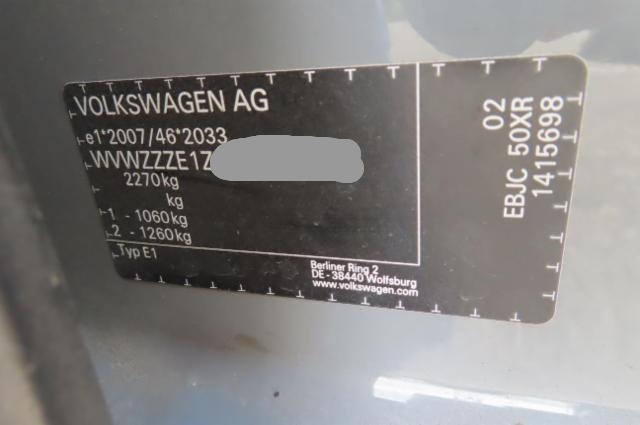 VOLKSWAGEN AG
e1*2007/46*2033
WVWZZZE1Z
2270kg
kg
1 - 1060kg
2 - 1260kg
Typ E1
Berliner Ring 2
DE - 38440 Wolfsburg
www.volkswagen.com
02
EBJC 50XR
1415698